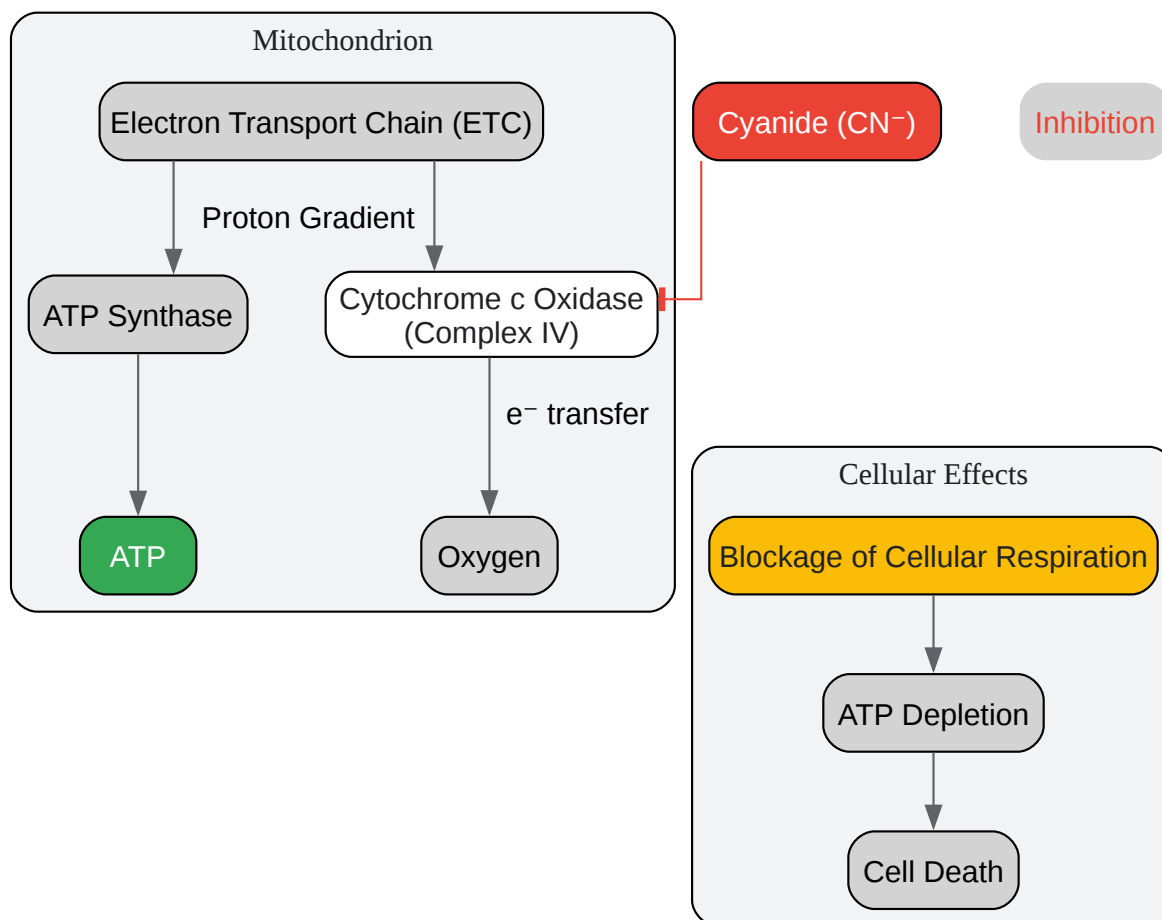 Mitochondrion
Electron Transport Chain (ETC)
Cyanide (CN⁻)
Inhibition
Proton Gradient
ATP Synthase
Cytochrome c Oxidase
(Complex IV)
e⁻ transfer
ATP
Oxygen
Cellular Effects
Blockage of Cellular Respiration
ATP Depletion
Cell Death